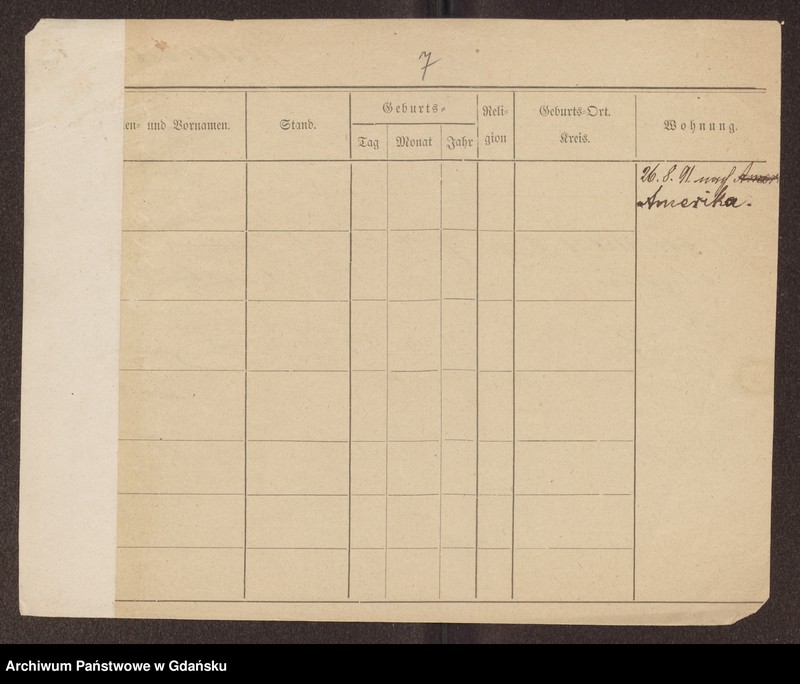 7
en- und Vornamen.
Stand.
Geburts-
Tag
Monat
Jahr
Reli-
gion
Geburts-Ort.
Kreis.
Wohnung.
26. 8. 91. nach Amer
Amerika.
Archiwum Państwowe w Gdańsku